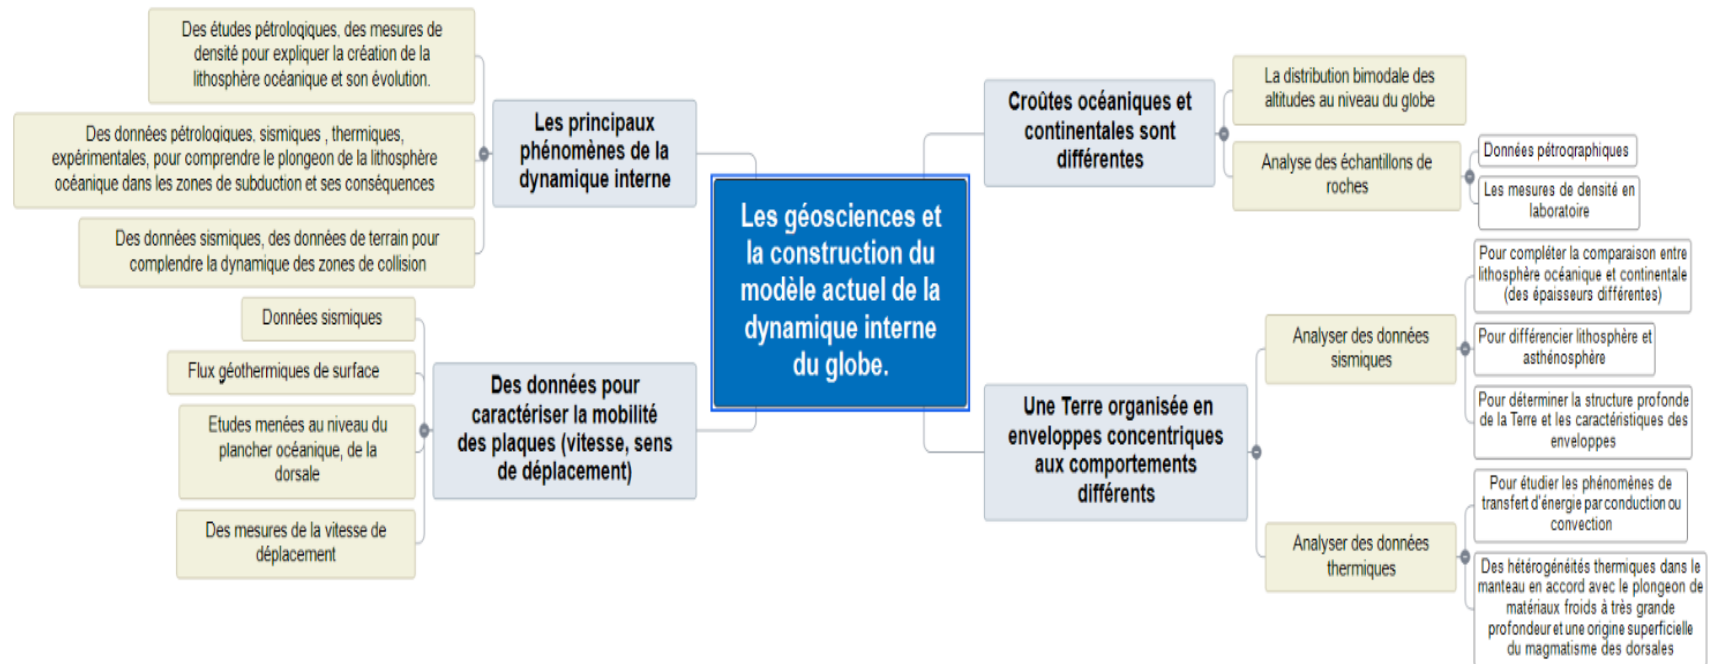 Des études pétrologiques, des mesures de
densité pour expliquer la création de la
lithosphère océanique et son évolution.
Des données pétrologiques, sismiques , thermiques,
expérimentales, pour comprendre le plongeon de la lithosphère
océanique dans les zones de subduction et ses conséquences
Des données sismiques, des données de terrain pour
complendre la dynamique des zones de collision
Les principaux
phénomènes de la
dynamique interne
Données sismiques
Flux géothermiques de surface
Etudes menées au niveau du
plancher océanique, de la
dorsale
Des mesures de la vitesse de
déplacement
Des données pour
caractériser la mobilité
des plaques (vitesse, sens
de déplacement)
Les géosciences et
la construction du
modèle actuel de la
dynamique interne
du globe.
Croûtes océaniques et
continentales sont
différentes
La distribution bimodale des
altitudes au niveau du globe
Analyse des échantillons de
roches
Données pétrographiques
Les mesures de densité en
laboratoire
Une Terre organisée en
enveloppes concentriques
aux comportements
différents
Analyser des données
sismiques
Pour compléter la comparaison entre
lithosphère océanique et continentale
(des épaisseurs différentes)
Pour différencier lithosphère et
asthénosphère
Pour déterminer la structure profonde
de la Terre et les caractéristiques des
enveloppes
Analyser des données
thermiques
Pour étudier les phénomènes de
transfert d'énergie par conduction ou
convection
Des hétérogénéités thermiques dans le
manteau en accord avec le plongeon de
matériaux froids à très grande
profondeur et une origine superficielle
du magmatisme des dorsales